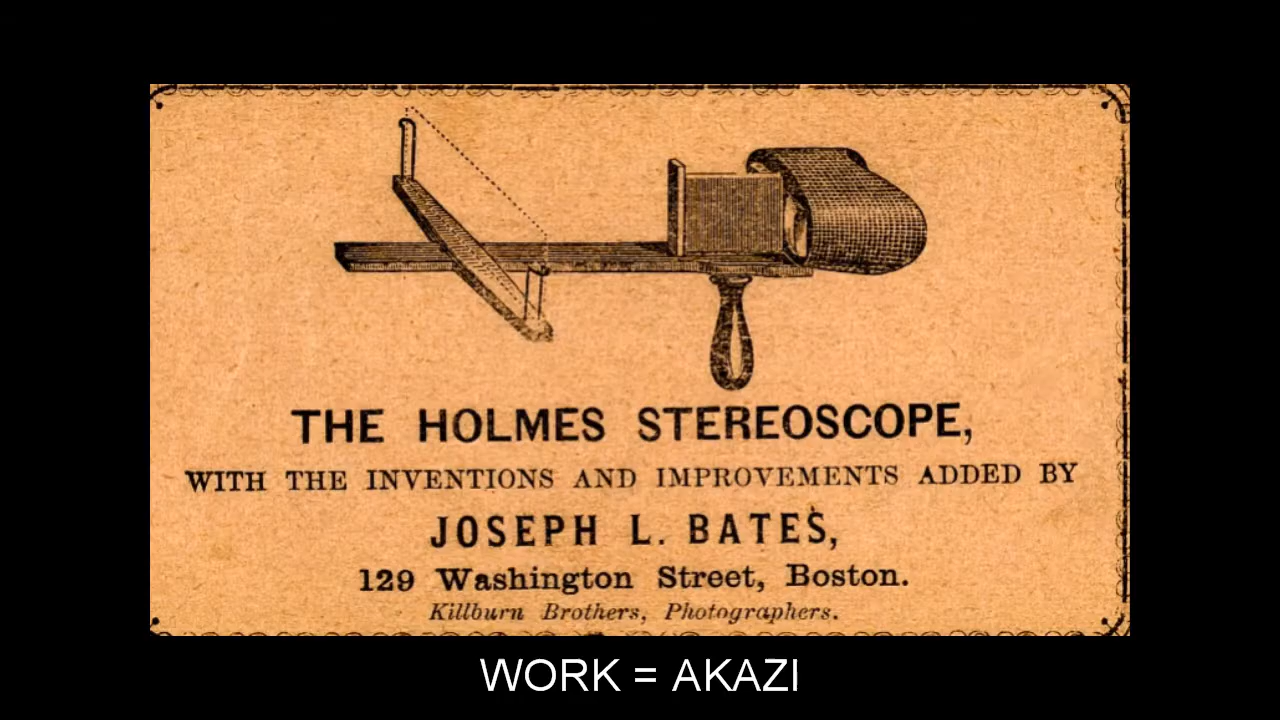 THE HOLMES STEREOSCOPE,
WITH THE INVENTIONS AND IMPROVEMENTS ADDED BY
JOSEPH L. BATES,
129 Washington Street, Boston.
Killburn Brothers, Photographers.
WORK = AKAZI